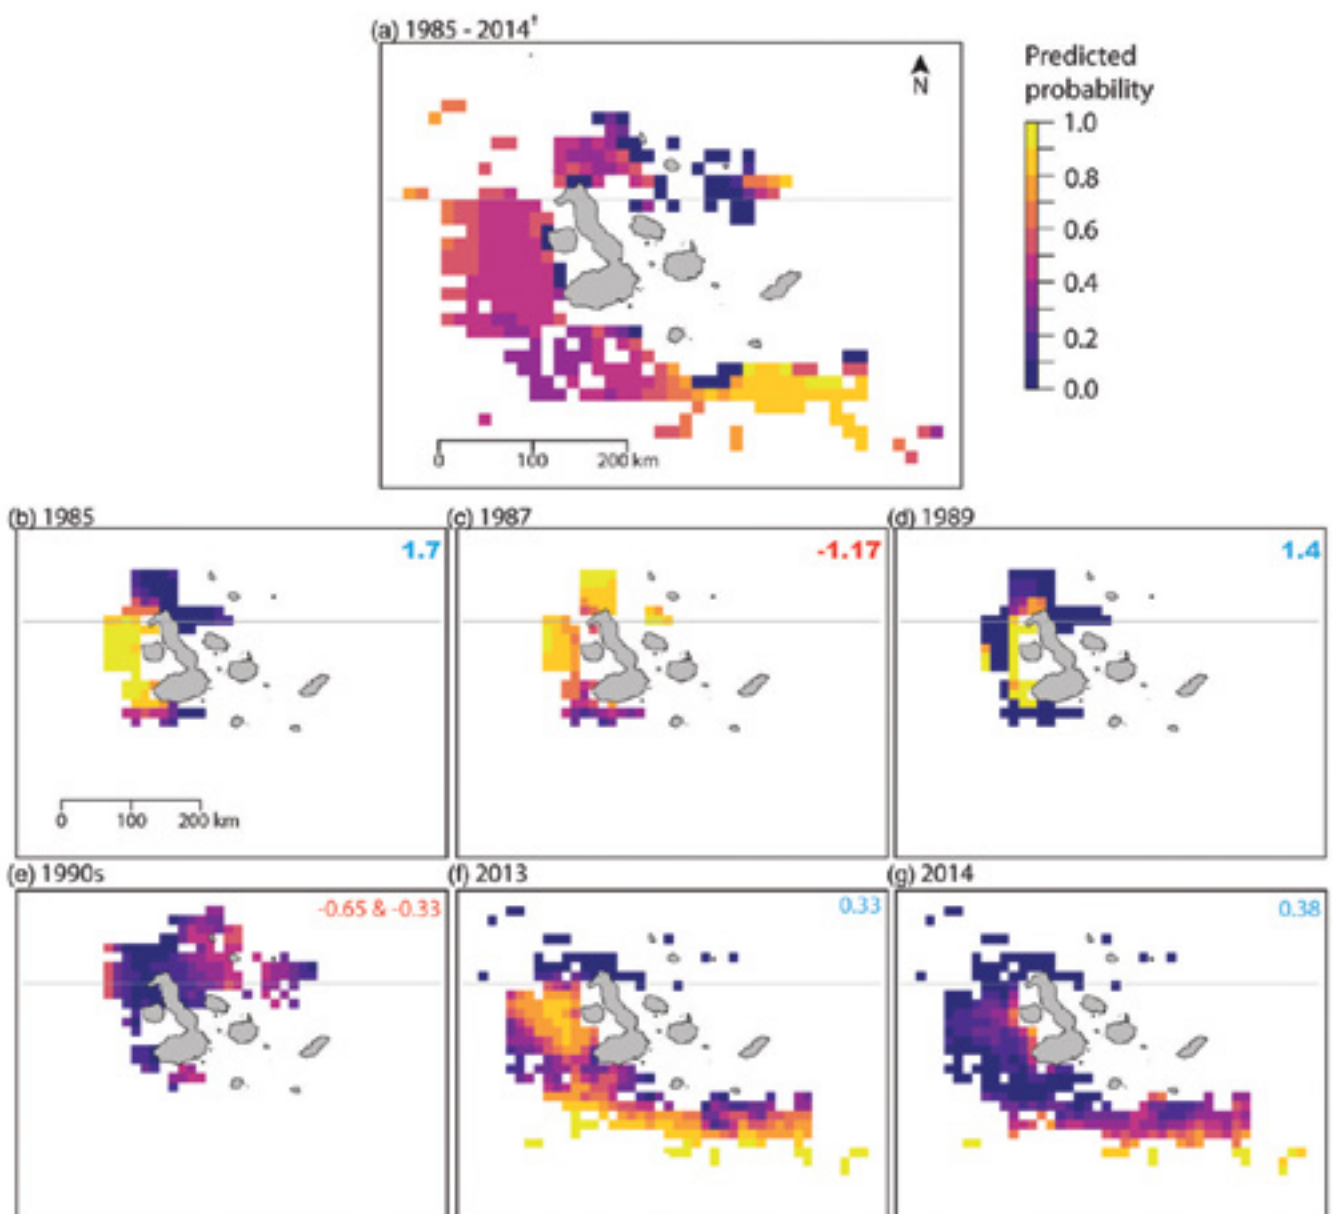 (a) 1985 - 2014†
N
Predicted
probability
1.0
0.8
0.6
0.4
0.2
0.0
0 100 200 km
(b) 1985
1.7
(c) 1987
-1.17
(d) 1989
1.4
0 100 200 km
(e) 1990s
-0.65 & -0.33
(f) 2013
0.33
(g) 2014
0.38